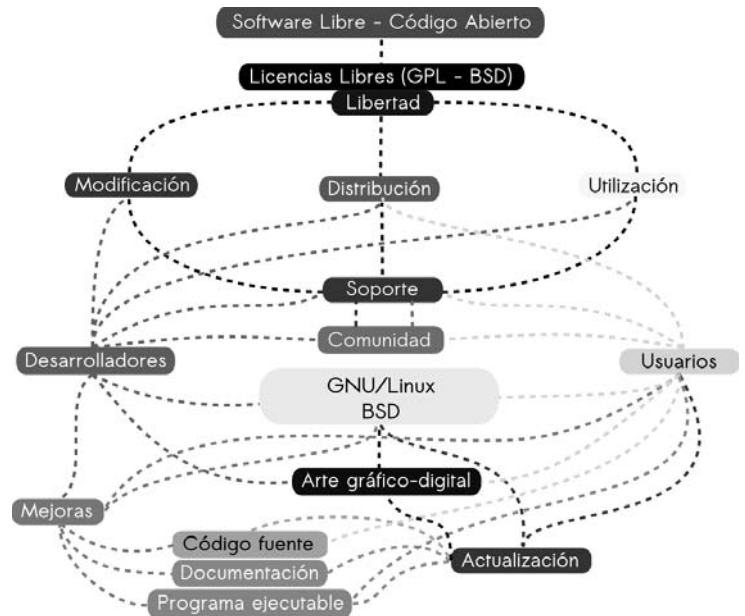 Software Libre - Código Abierto
Licencias Libres (GPL - BSD)
Libertad
Modificación
Distribución
Utilización
Soporte
Comunidad
Desarrolladores
Usuarios
GNU/Linux
BSD
Arte gráfico-digital
Mejoras
Código fuente
Actualización
Documentación
Programa ejecutable